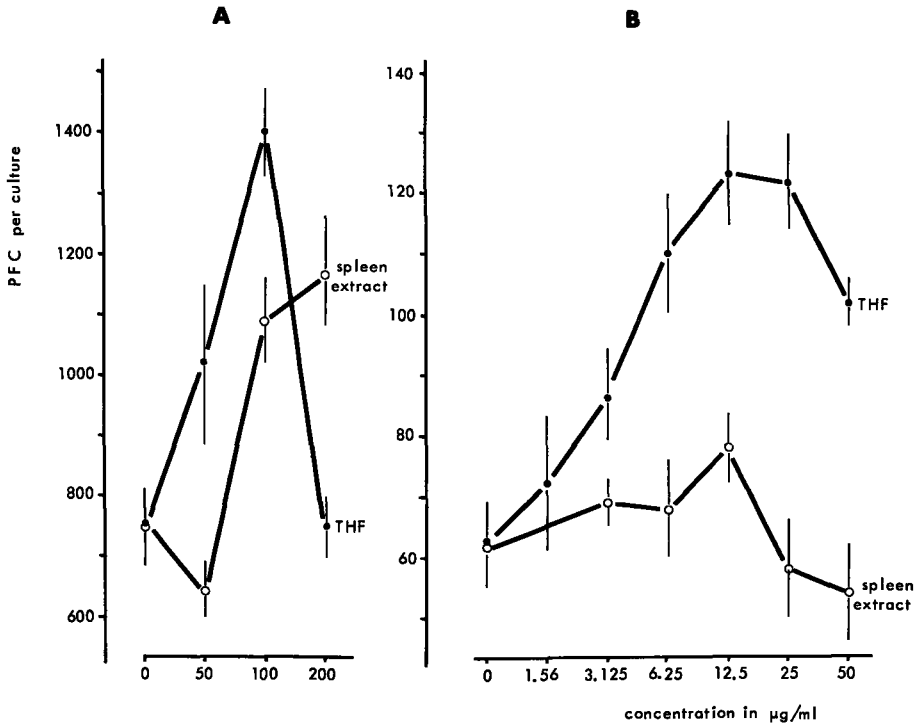 A
B
PFC per culture
1400
1200
1000
800
600
spleen
extract
THF
0 50 100 200
140
120
100
80
60
THF
spleen
extract
0 1.56 3.125 6.25 12.5 25 50
concentration in µg/ml